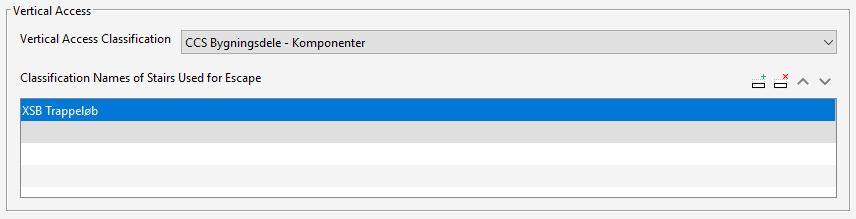 Vertical Access
Vertical Access Classification
CCS Bygningsdele - Komponenter
Classification Names of Stairs Used for Escape
XSB Trappeløb